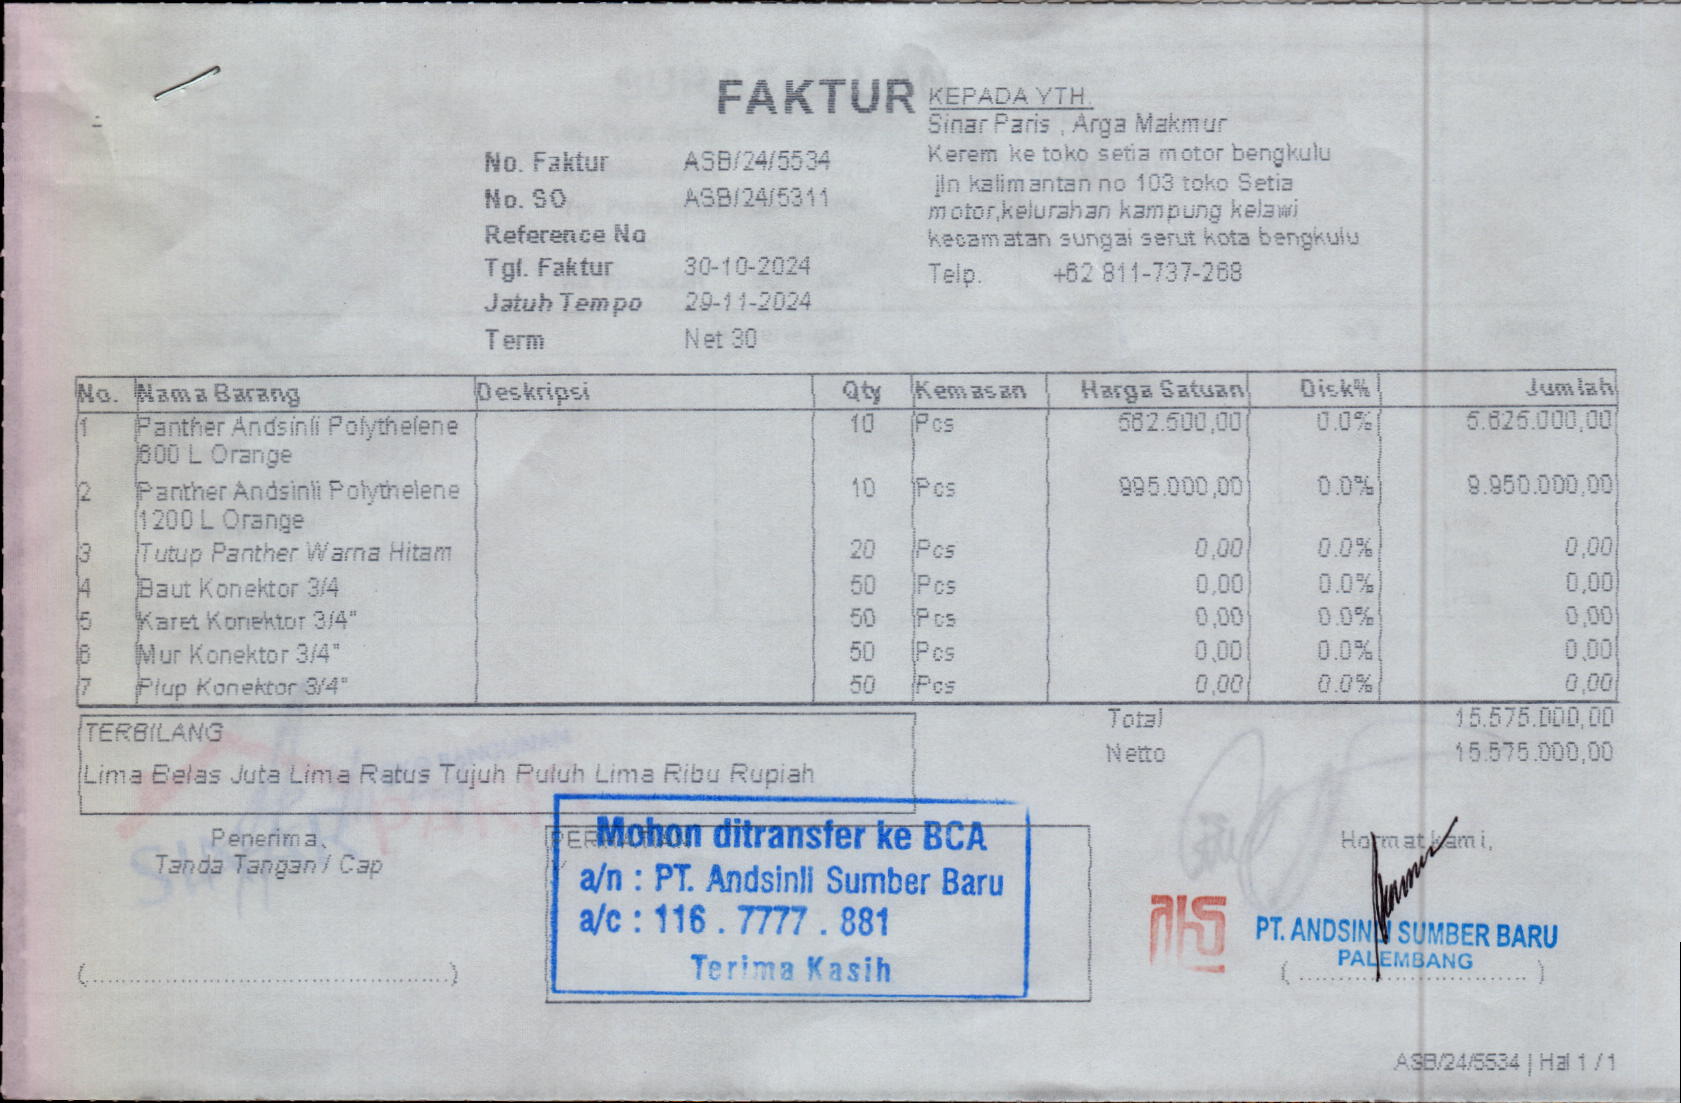 FAKTUR
KEPADA YTH.
Sinar Paris , Arga Makmur
Kerem ke toko setia motor bengkulu
jln kalimantan no 103 toko Setia
motor,kelurahan kampung kelawi
kecamatan sungai serut kota bengkulu
Telp. +62 811-737-268
No. Faktur ASB/24/5534
No. SO ASB/24/5311
Reference No
Tgl. Faktur 30-10-2024
Jatuh Tempo 29-11-2024
Term Net 30
No. Nama Barang Deskripsi Qty Kemasan Harga Satuan Disk% Jumlah
1 Panther Andsinli Polythelene 10 Pcs 562.500,00 0.0% 5.625.000,00
600 L Orange
2 Panther Andsinli Polythelene 10 Pcs 995.000,00 0.0% 9.950.000,00
1200 L Orange
3 Tutup Panther Warna Hitam 20 Pcs 0,00 0.0% 0,00
4 Baut Konektor 3/4 50 Pcs 0,00 0.0% 0,00
5 Karet Konektor 3/4" 50 Pcs 0,00 0.0% 0,00
6 Mur Konektor 3/4" 50 Pcs 0,00 0.0% 0,00
7 Plup Konektor 3/4" 50 Pcs 0,00 0.0% 0,00
Total 15.575.000,00
Netto 15.575.000,00
TERBILANG
Lima Belas Juta Lima Ratus Tujuh Puluh Lima Ribu Rupiah
Penerima,
Tanda Tangan / Cap
Mohon ditransfer ke BCA
a/n : PT. Andsinli Sumber Baru
a/c : 116 . 7777 . 881
Terima Kasih
Hormat kami,
PT. ANDSINLI SUMBER BARU
PALEMBANG
ASB/24/5534 | Hal 1 / 1